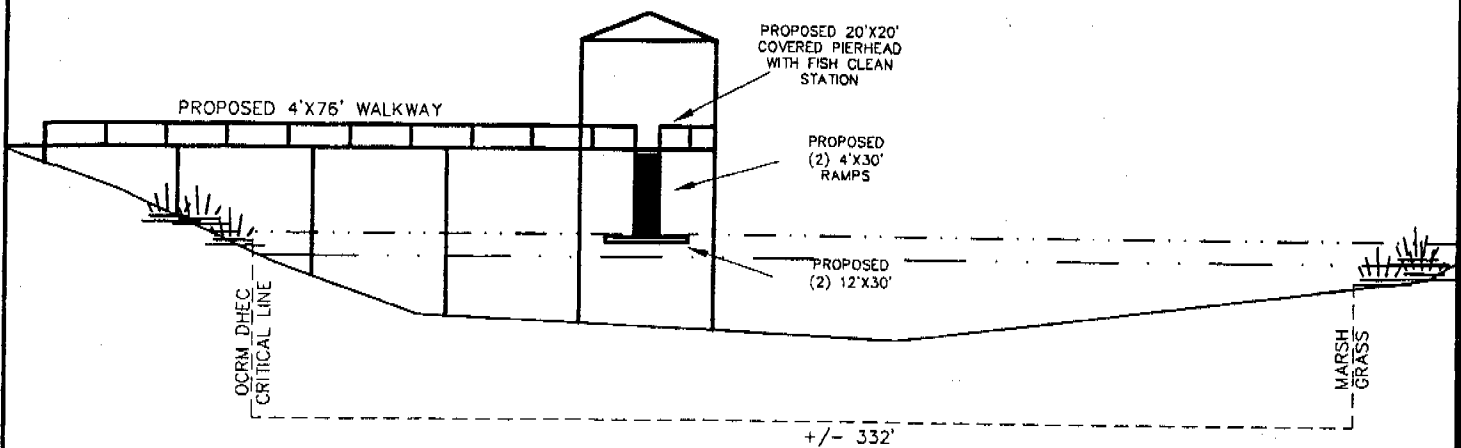 PROPOSED 20'X20'
COVERED PIERHEAD
WITH FISH CLEAN
STATION
PROPOSED 4'X76' WALKWAY
PROPOSED
(2) 4'X30'
RAMPS
PROPOSED
(2) 12'X30'
OCRM DHEC
CRITICAL LINE
MARSH
GRASS
+/- 332'